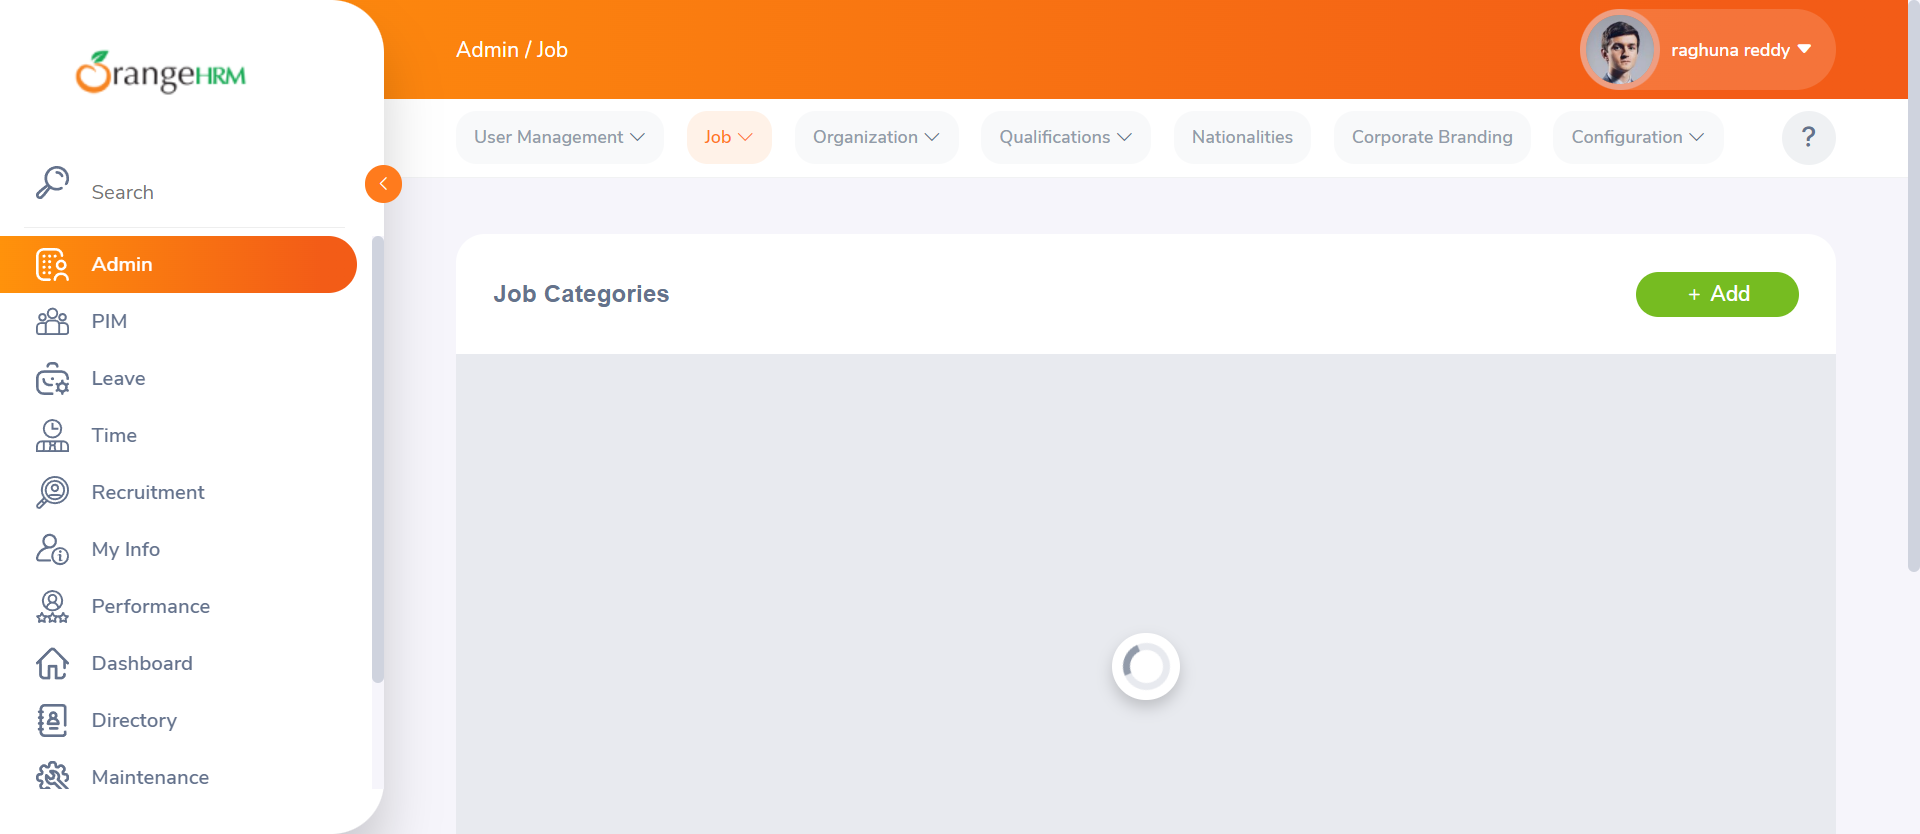 OrangeHRM
Search
Admin
PIM
Leave
Time
Recruitment
My Info
Performance
Dashboard
Directory
Maintenance
Admin / Job
raghuna reddy
User Management
Job
Organization
Qualifications
Nationalities
Corporate Branding
Configuration
?
Job Categories
+ Add